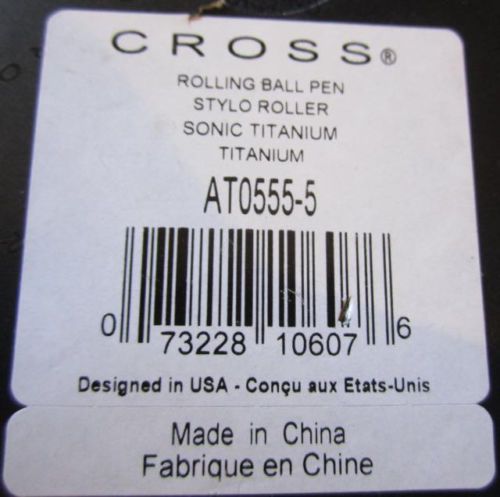 CROSS®
ROLLING BALL PEN
STYLO ROLLER
SONIC TITANIUM
TITANIUM
AT0555-5
0 73228 10607 6
Designed in USA - Conçu aux Etats-Unis
Made in China
Fabrique en Chine